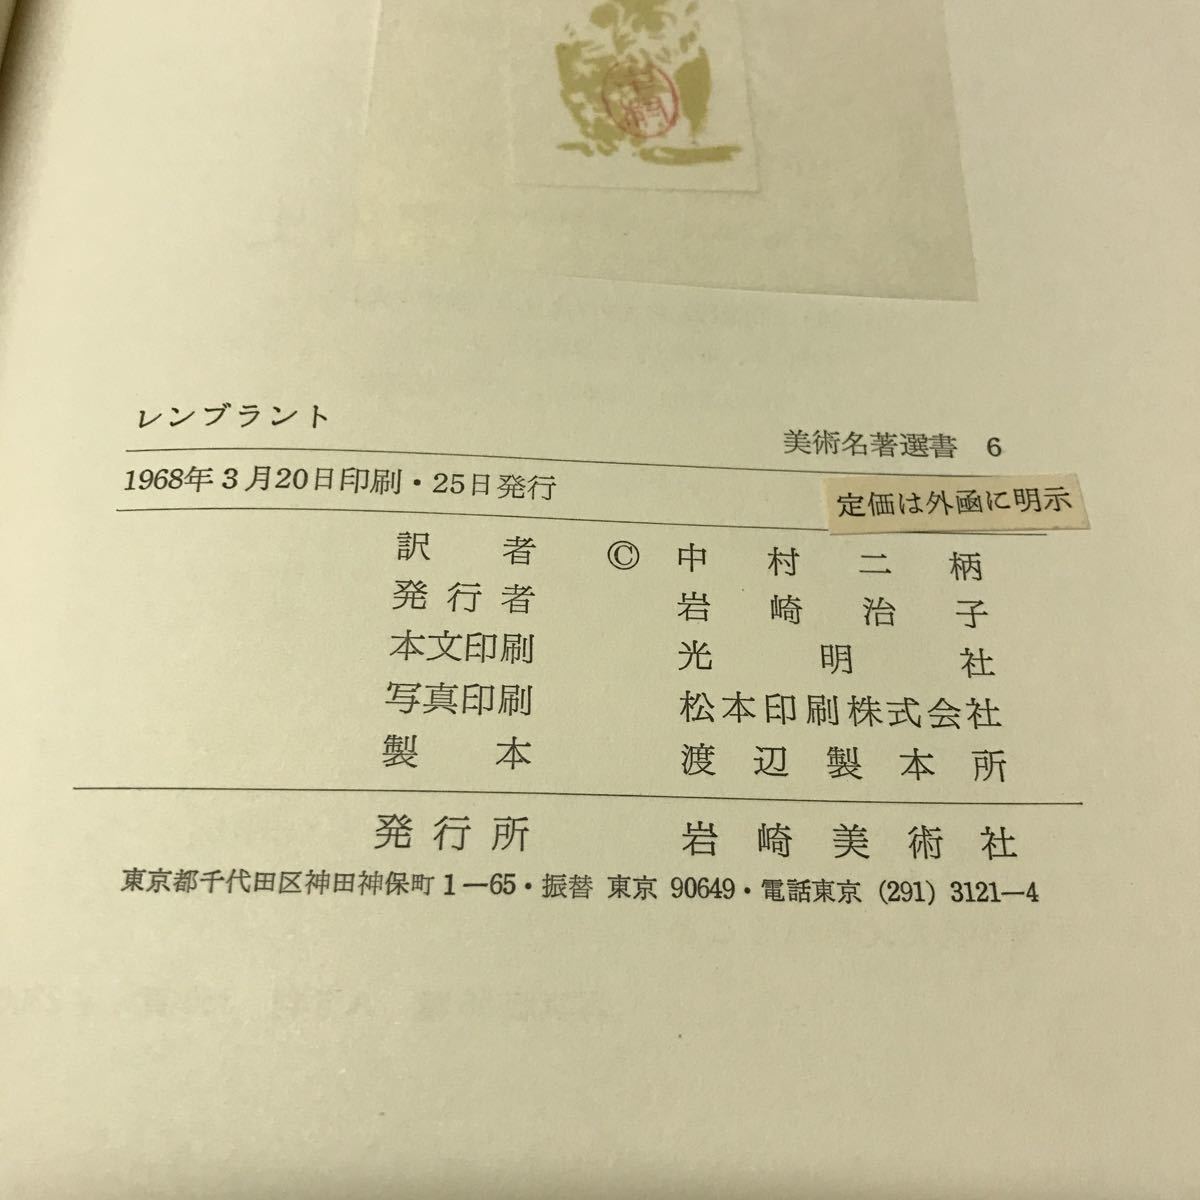 レンブラント
美術名著選書 6
1968年3月20日印刷・25日発行
定価は外函に明示
訳者 © 中村二柄
発行者 岩崎治子
本文印刷 光明社
写真印刷 松本印刷株式会社
製本 渡辺製本所
発行所 岩崎美術社
東京都千代田区神田神保町1—65・振替 東京 90649・電話東京 (291) 3121—4